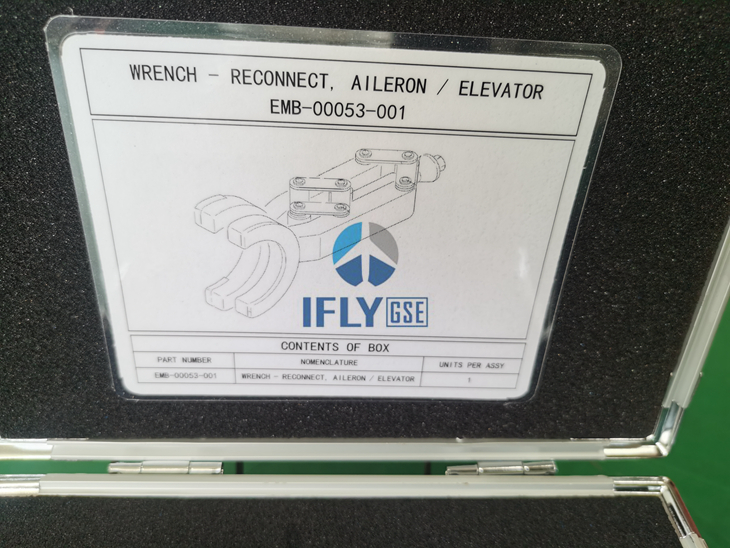 WRENCH - RECONNECT, AILERON / ELEVATOR
EMB-00053-001
IFLY GSE
CONTENTS OF BOX
PART NUMBER NOMENCLATURE UNITS PER ASSY
EMB-00053-001 WRENCH - RECONNECT, AILERON / ELEVATOR 1